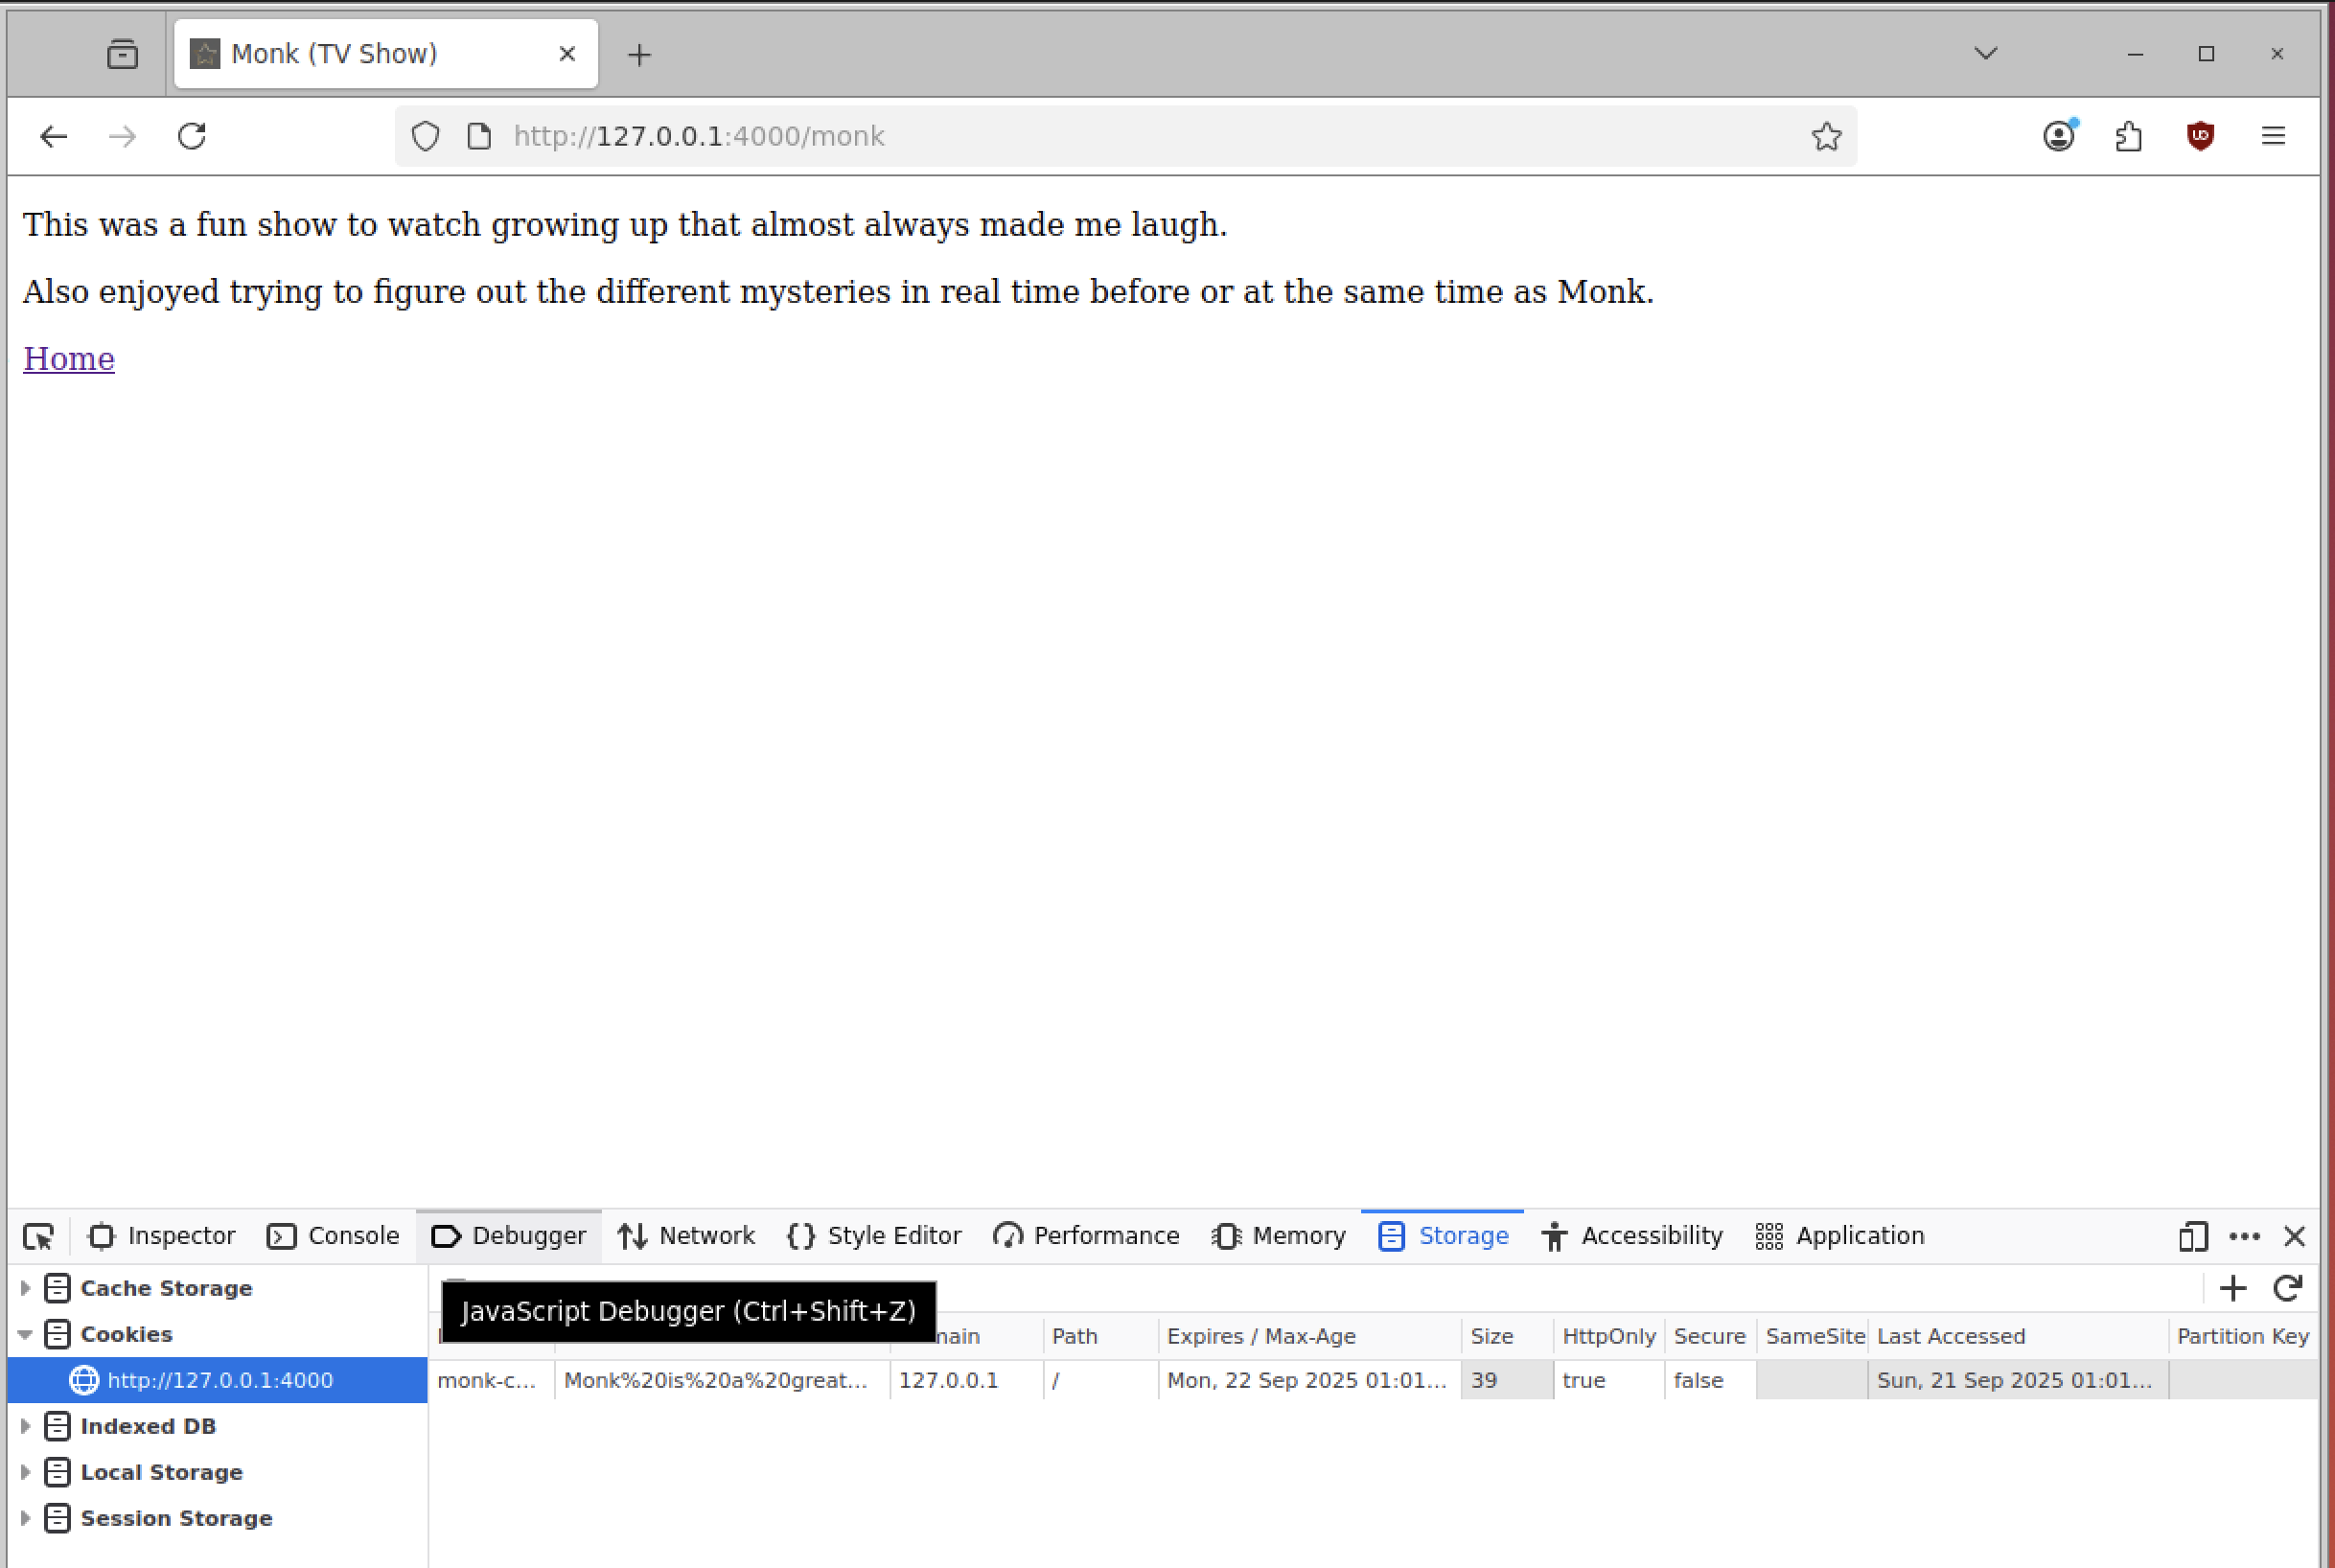 Monk (TV Show)
http://127.0.0.1:4000/monk
This was a fun show to watch growing up that almost always made me laugh.
Also enjoyed trying to figure out the different mysteries in real time before or at the same time as Monk.
Home
Inspector Console Debugger Network Style Editor Performance Memory Storage Accessibility Application
Cache Storage
JavaScript Debugger (Ctrl+Shift+Z)
Cookies
main Path Expires / Max-Age Size HttpOnly Secure SameSite Last Accessed Partition Key
http://127.0.0.1:4000
monk-c... Monk%20is%20a%20great... 127.0.0.1 / Mon, 22 Sep 2025 01:01... 39 true false Sun, 21 Sep 2025 01:01...
Indexed DB
Local Storage
Session Storage